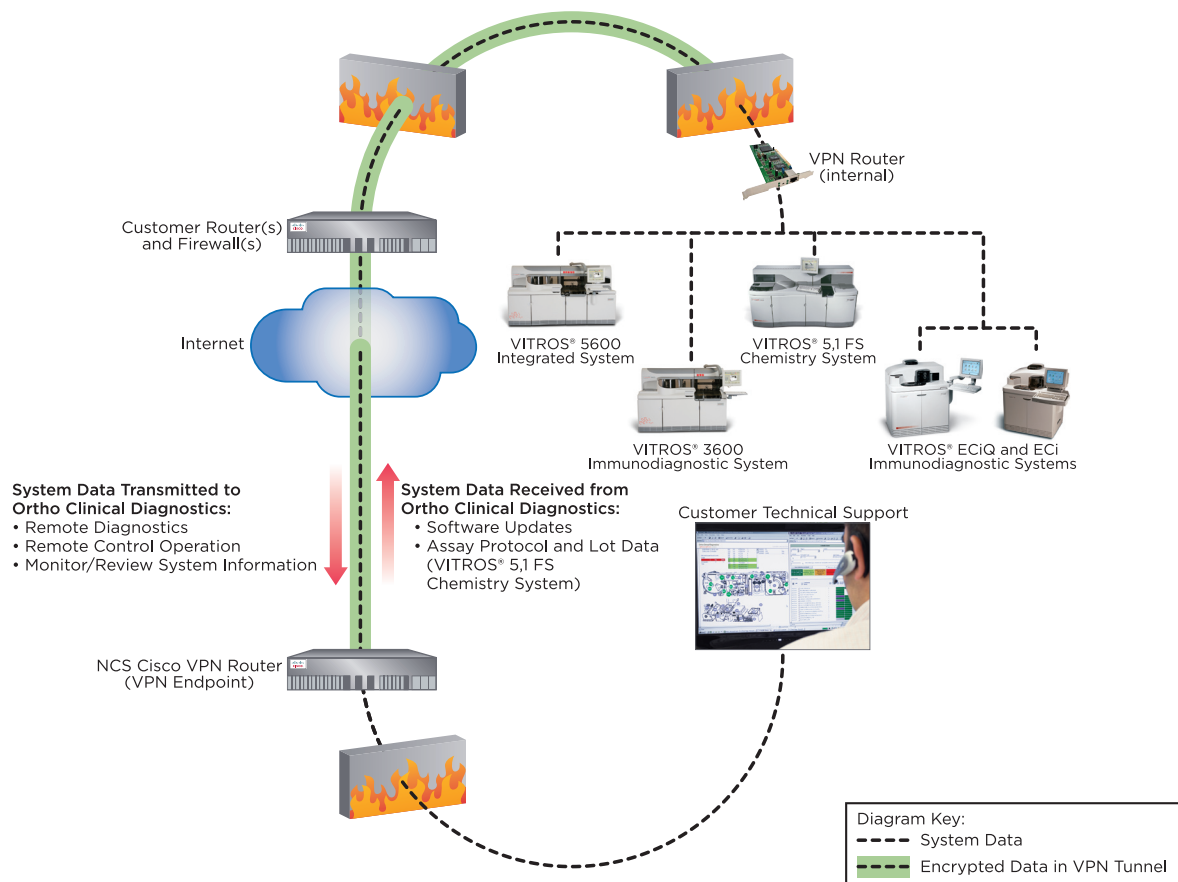 VPN Router
(internal)
Customer Router(s)
and Firewall(s)
cisco
Internet
VITROS® 5600
Integrated System
VITROS® 5,1 FS
Chemistry System
VITROS® 3600
Immunodiagnostic System
VITROS® ECiQ and ECi
Immunodiagnostic Systems
System Data Transmitted to
Ortho Clinical Diagnostics:
• Remote Diagnostics
• Remote Control Operation
• Monitor/Review System Information
System Data Received from
Ortho Clinical Diagnostics:
• Software Updates
• Assay Protocol and Lot Data
(VITROS® 5,1 FS
Chemistry System)
Customer Technical Support
NCS Cisco VPN Router
(VPN Endpoint)
cisco
Diagram Key:
System Data
Encrypted Data in VPN Tunnel